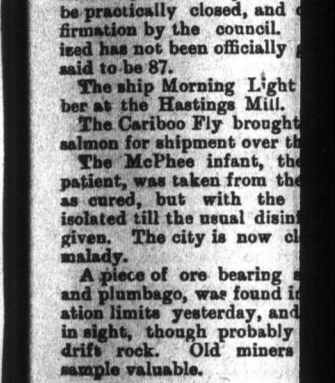 be practically closed, and
firmation by the council.
ized has not been officially
said to be 87.
The ship Morning Light
ber at the Hastings Mill.
The Cariboo Fly brought
salmon for shipment over
The McPhee infant,
patient, was taken from the
as cured, but with the
isolated till the usual
given. The city is now
malady.
A piece of ore bearing
and plumbago, was found
ation limits yesterday, and
in sight, though probably
drift rock. Old miners
sample valuable.